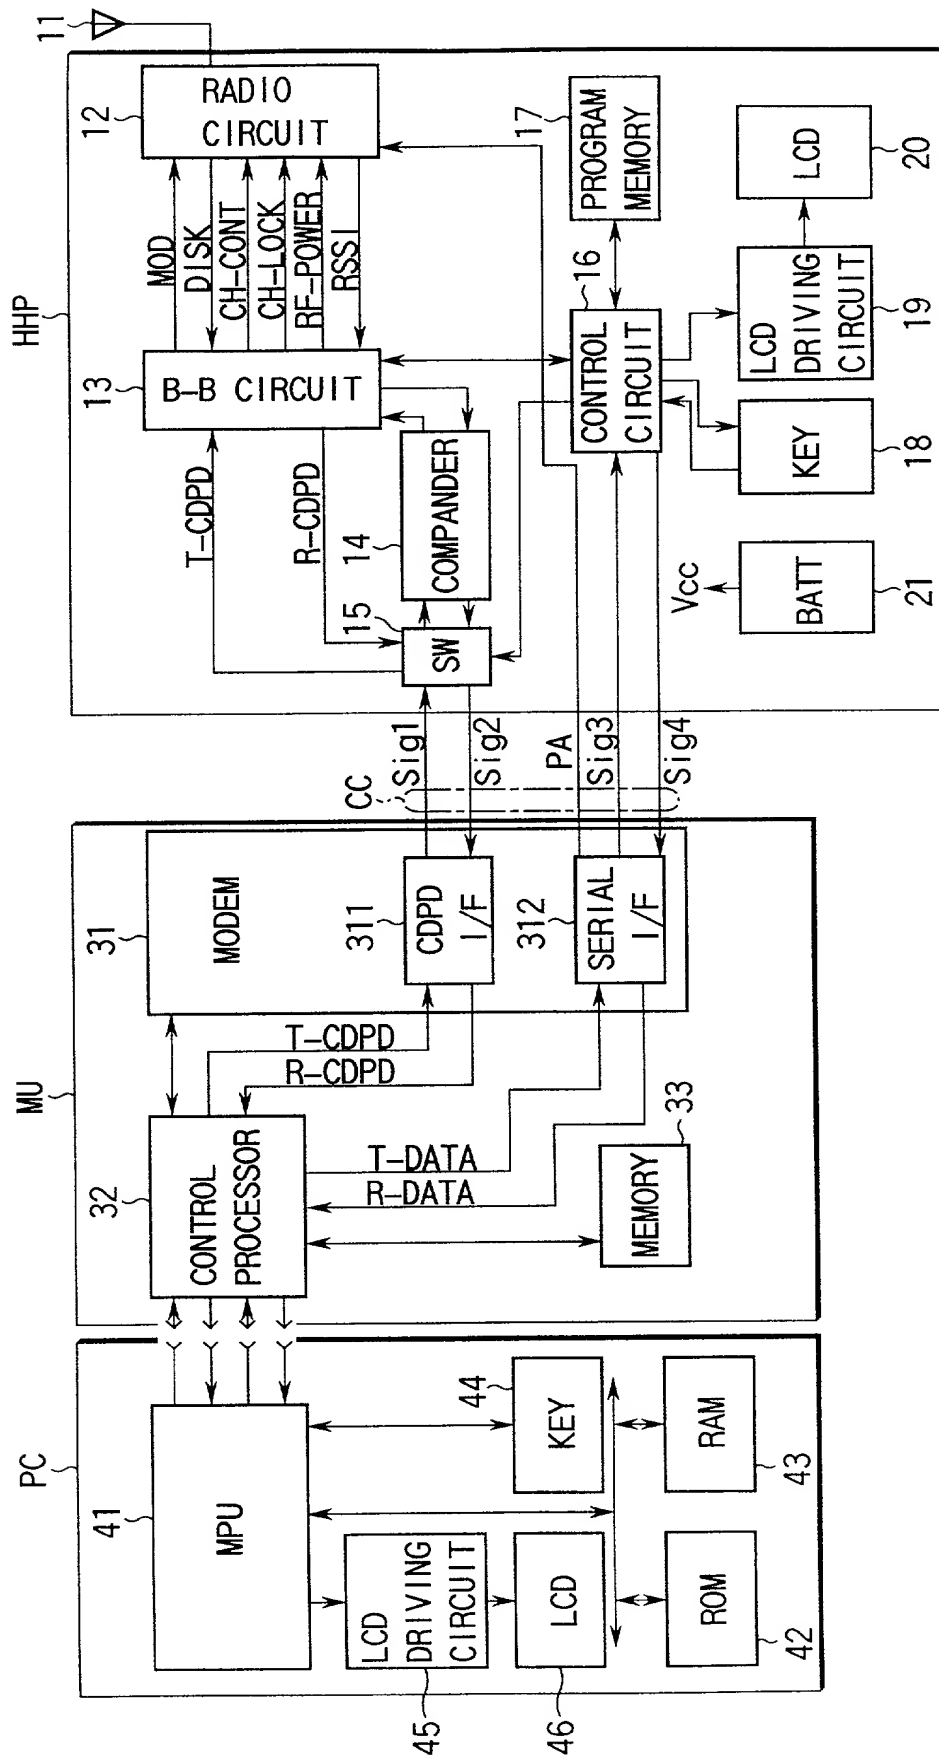 PC
41
MPU
45
LCD
DRIVING
CIRCUIT
46
LCD
44
KEY
42
ROM
43
RAM
MU
32
CONTROL
PROCESSOR
31
MODEM
T-CDPD
R-CDPD
311
CDPD
I/F
T-DATA
R-DATA
312
SERIAL
I/F
33
MEMORY
CC
Sig1
Sig2
PA
Sig3
Sig4
HHP
11
12
RADIO
CIRCUIT
MOD
DISK
CH-CONT
CH-LOCK
RF-POWER
RSSI
13
B-B CIRCUIT
T-CDPD
R-CDPD
14
COMPANDER
15
SW
16
CONTROL
CIRCUIT
17
PROGRAM
MEMORY
Vcc
BATT
21
KEY
18
LCD
DRIVING
CIRCUIT
19
LCD
20